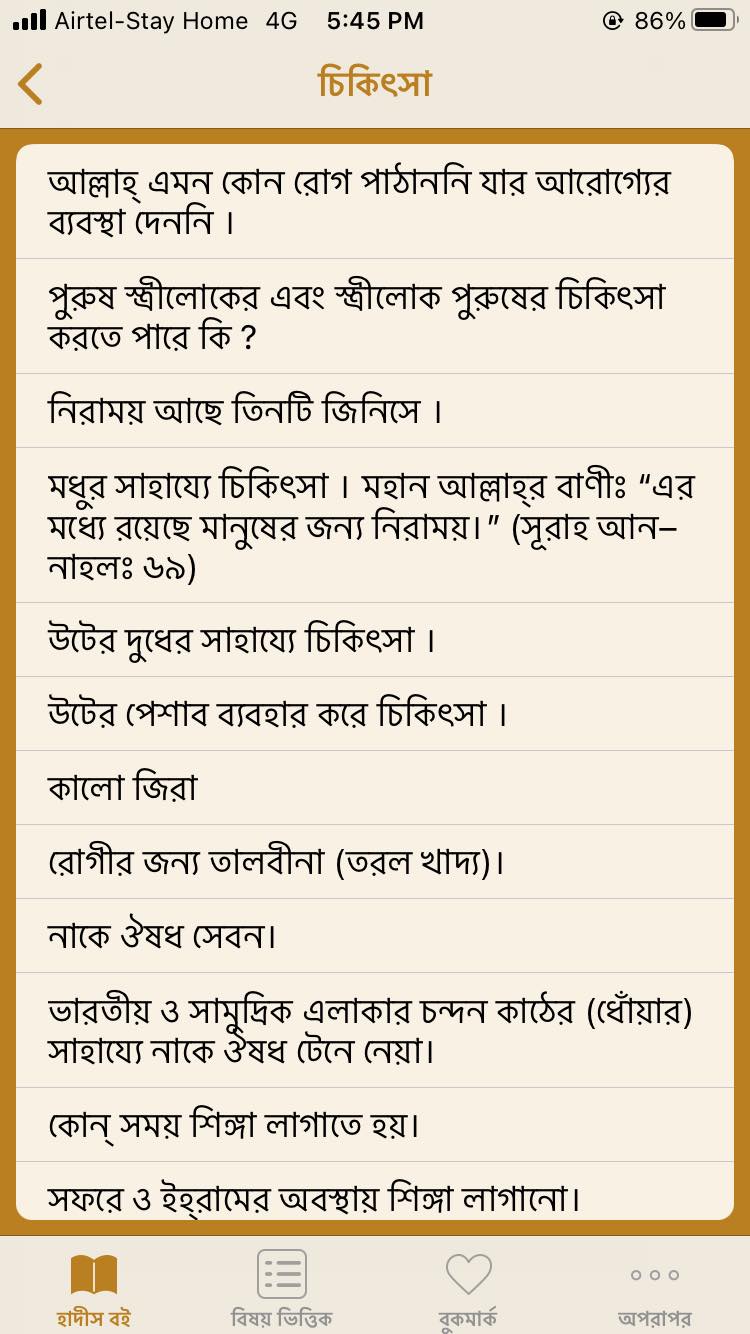 Airtel-Stay Home 4G 5:45 PM 86%
চিকিৎসা
আল্লাহ্ এমন কোন রোগ পাঠাননি যার আরোগ্যের
ব্যবস্থা দেননি ।
পুরুষ স্ত্রীলোকের এবং স্ত্রীলোক পুরুষের চিকিৎসা
করতে পারে কি ?
নিরাময় আছে তিনটি জিনিসে ।
মধুর সাহায্যে চিকিৎসা । মহান আল্লাহ্‌র বাণীঃ “এর
মধ্যে রয়েছে মানুষের জন্য নিরাময়।” (সূরাহ আন–
নাহলঃ ৬৯)
উটের দুধের সাহায্যে চিকিৎসা ।
উটের পেশাব ব্যবহার করে চিকিৎসা ।
কালো জিরা
রোগীর জন্য তালবীনা (তরল খাদ্য)।
নাকে ঔষধ সেবন।
ভারতীয় ও সামুদ্রিক এলাকার চন্দন কাঠের (ধোঁয়ার)
সাহায্যে নাকে ঔষধ টেনে নেয়া।
কোন্ সময় শিঙ্গা লাগাতে হয়।
সফরে ও ইহ্‌রামের অবস্থায় শিঙ্গা লাগানো।
হাদীস বই বিষয় ভিত্তিক বুকমার্ক অপরাপর